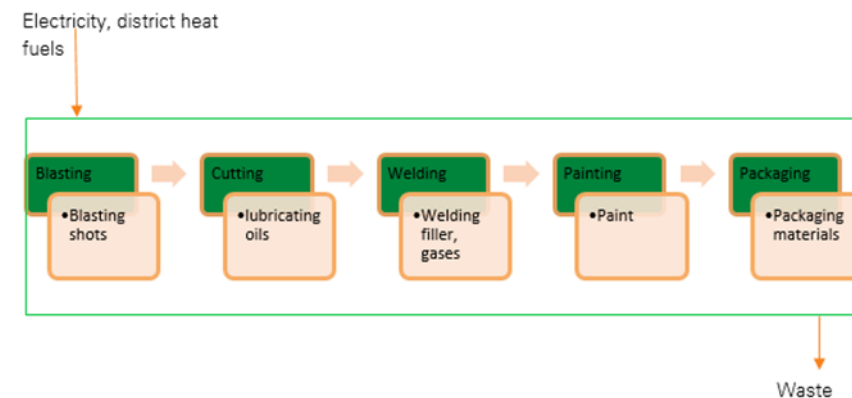 Electricity, district heat
fuels
Blasting
•Blasting
shots
Cutting
•lubricating
oils
Welding
•Welding
filler,
gases
Painting
•Paint
Packaging
•Packaging
materials
Waste